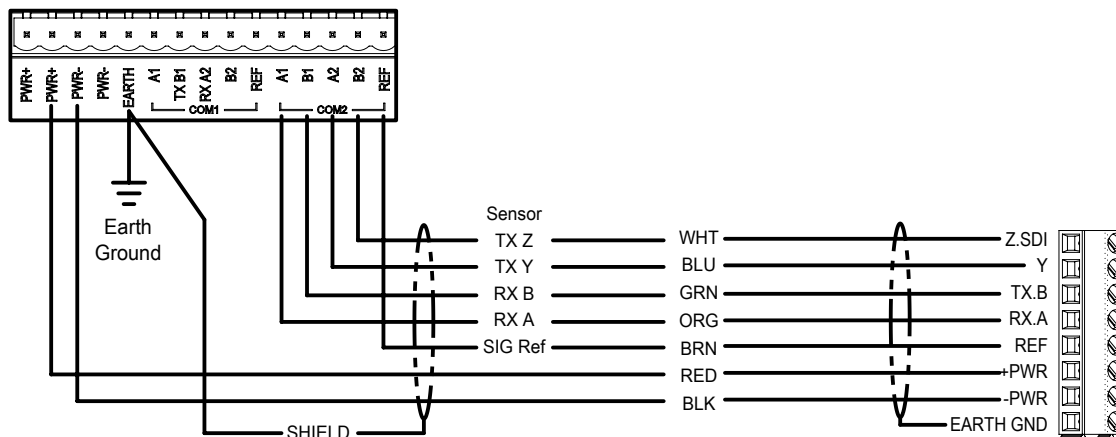 PWR+
PWR+
PWR-
PWR-
EARTH
A1
TX B1
RX A2
B2
REF
A1
B1
A2
B2
REF
COM1
COM2
Earth
Ground
Sensor
TX Z
WHT
Z.SDI
TX Y
BLU
Y
RX B
GRN
TX.B
RX A
ORG
RX.A
SIG Ref
BRN
REF
RED
+PWR
BLK
-PWR
SHIELD
EARTH GND